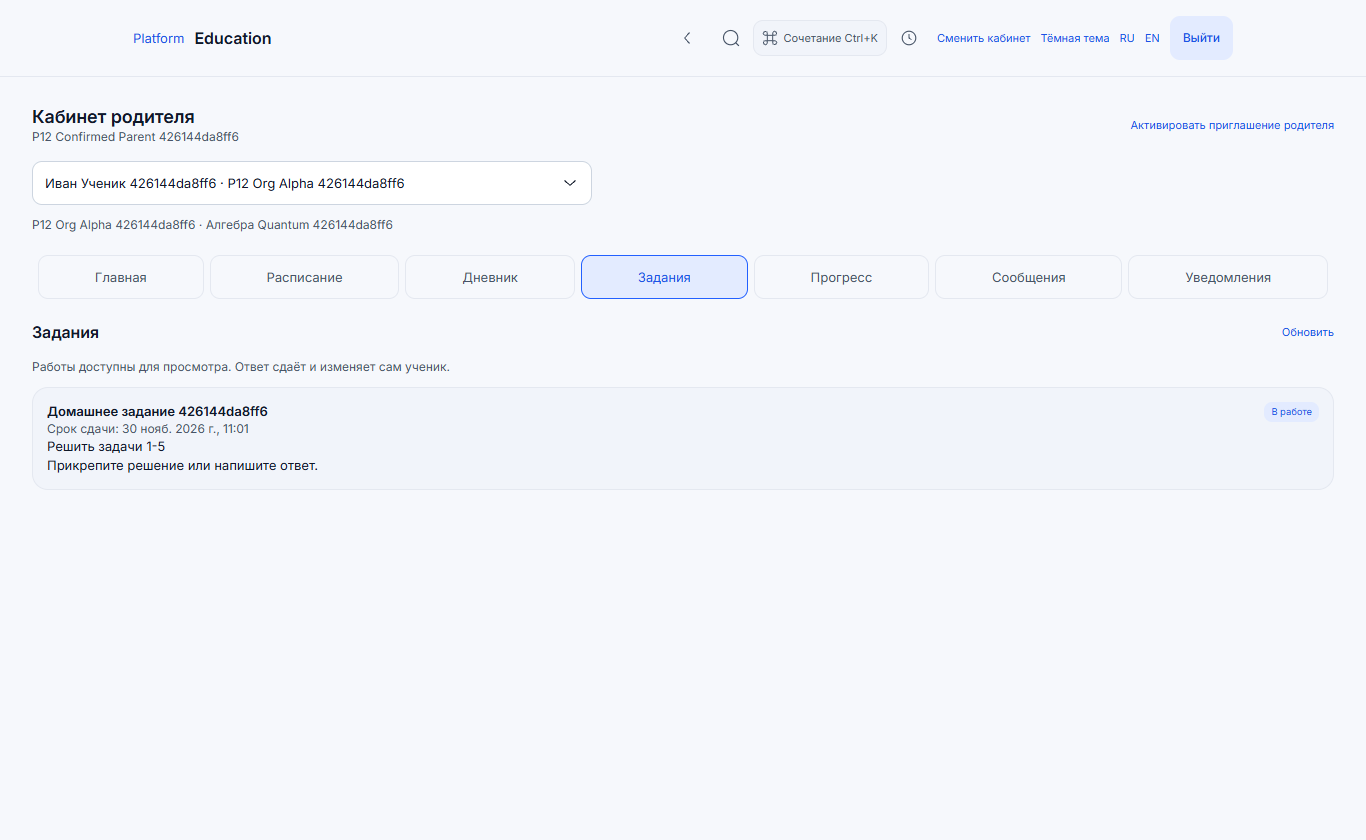 Platform Education
Сочетание Ctrl+K
Сменить кабинет Тёмная тема RU EN Выйти
Кабинет родителя
P12 Confirmed Parent 426144da8ff6
Активировать приглашение родителя
Иван Ученик 426144da8ff6 · P12 Org Alpha 426144da8ff6
P12 Org Alpha 426144da8ff6 · Алгебра Quantum 426144da8ff6
Главная Расписание Дневник Задания Прогресс Сообщения Уведомления
Задания
Обновить
Работы доступны для просмотра. Ответ сдаёт и изменяет сам ученик.
Домашнее задание 426144da8ff6
В работе
Срок сдачи: 30 нояб. 2026 г., 11:01
Решить задачи 1-5
Прикрепите решение или напишите ответ.